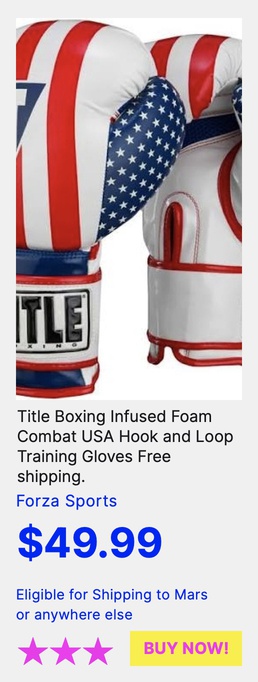 TITLE
BOXING
Title Boxing Infused Foam
Combat USA Hook and Loop
Training Gloves Free
shipping.
Forza Sports
$49.99
Eligible for Shipping to Mars
or anywhere else
BUY NOW!